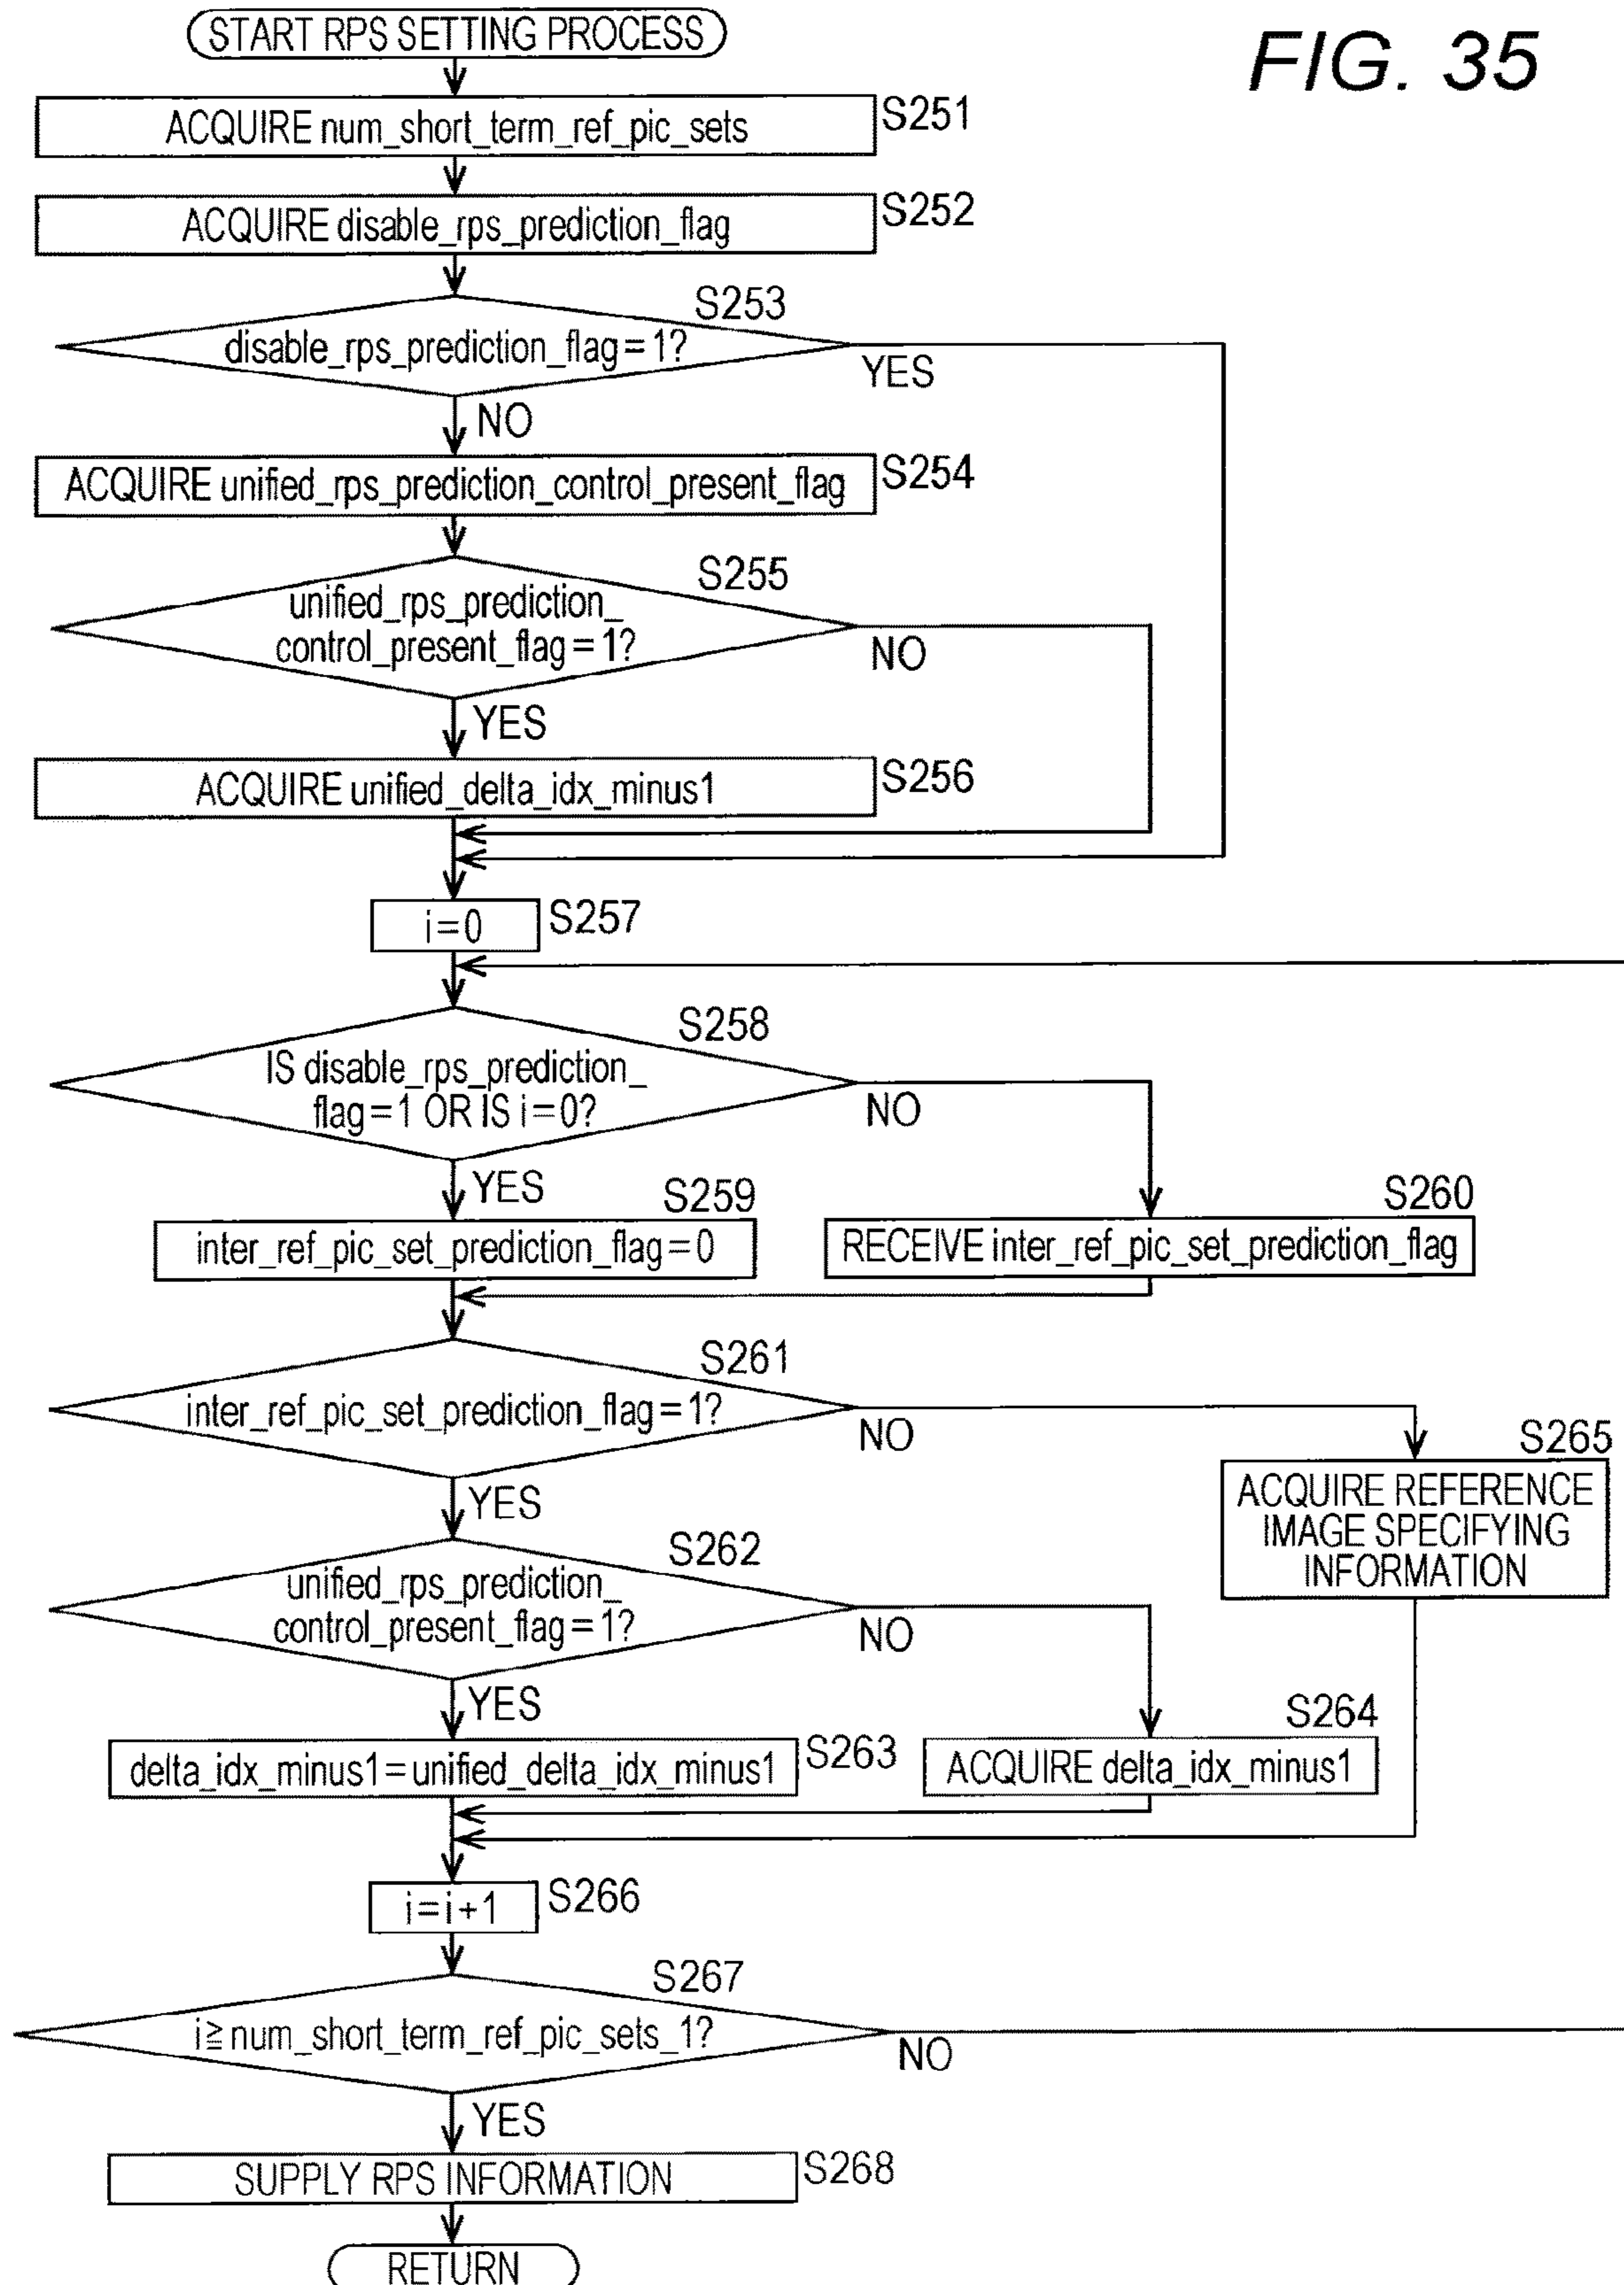 FIG. 35
START RPS SETTING PROCESS
ACQUIRE num_short_term_ref_pic_sets
S251
ACQUIRE disable_rps_prediction_flag
S252
S253
disable_rps_prediction_flag=1?
YES
NO
ACQUIRE unified_rps_prediction_control_present_flag
S254
S255
unified_rps_prediction_
control_present_flag=1?
NO
YES
ACQUIRE unified_delta_idx_minus1
S256
i=0
S257
S258
IS disable_rps_prediction_
flag=1 OR IS i=0?
NO
YES
S259
inter_ref_pic_set_prediction_flag=0
S260
RECEIVE inter_ref_pic_set_prediction_flag
S261
inter_ref_pic_set_prediction_flag=1?
NO
YES
S265
ACQUIRE REFERENCE
IMAGE SPECIFYING
INFORMATION
S262
unified_rps_prediction_
control_present_flag=1?
NO
YES
delta_idx_minus1=unified_delta_idx_minus1
S263
S264
ACQUIRE delta_idx_minus1
i=i+1
S266
S267
i≧num_short_term_ref_pic_sets_1?
NO
YES
SUPPLY RPS INFORMATION
S268
RETURN